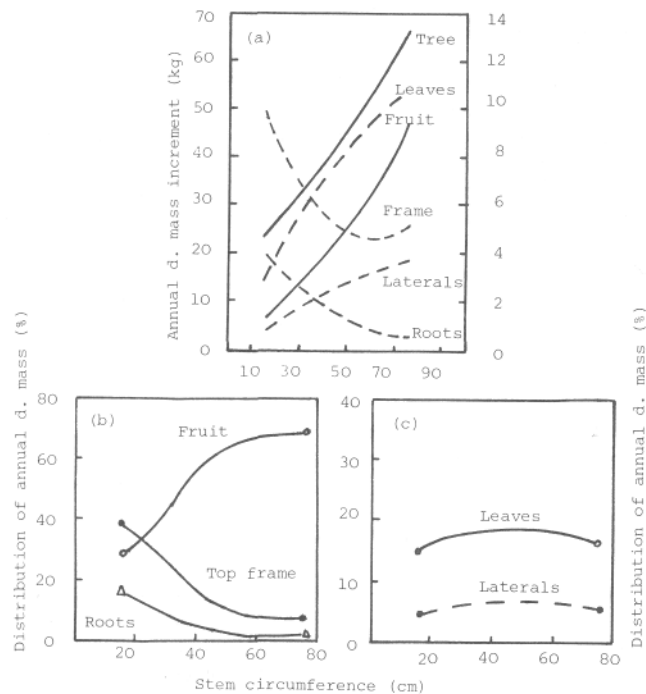 70
60
50
40
30
20
10
0
Annual d. mass increment (kg)
(a)
Tree
Leaves
Fruit
Frame
Laterals
Roots
14
12
10
8
6
4
2
0
10 30 50 70 90
Distribution of annual d. mass (%)
80
60
40
20
0
(b)
Fruit
Top frame
Roots
20 40 60 80
40
30
20
10
0
(c)
Leaves
Laterals
20 40 60 80
Distribution of annual d. mass (%)
Stem circumference (cm)